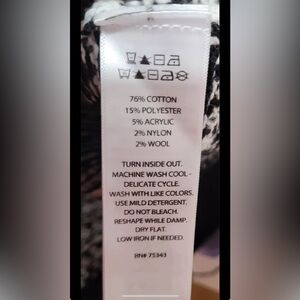 76% COTTON
15% POLYESTER
5% ACRYLIC
2% NYLON
2% WOOL
TURN INSIDE OUT.
MACHINE WASH COOL -
DELICATE CYCLE.
WASH WITH LIKE COLORS.
USE MILD DETERGENT.
DO NOT BLEACH.
RESHAPE WHILE DAMP.
DRY FLAT.
LOW IRON IF NEEDED.
RN# 75343